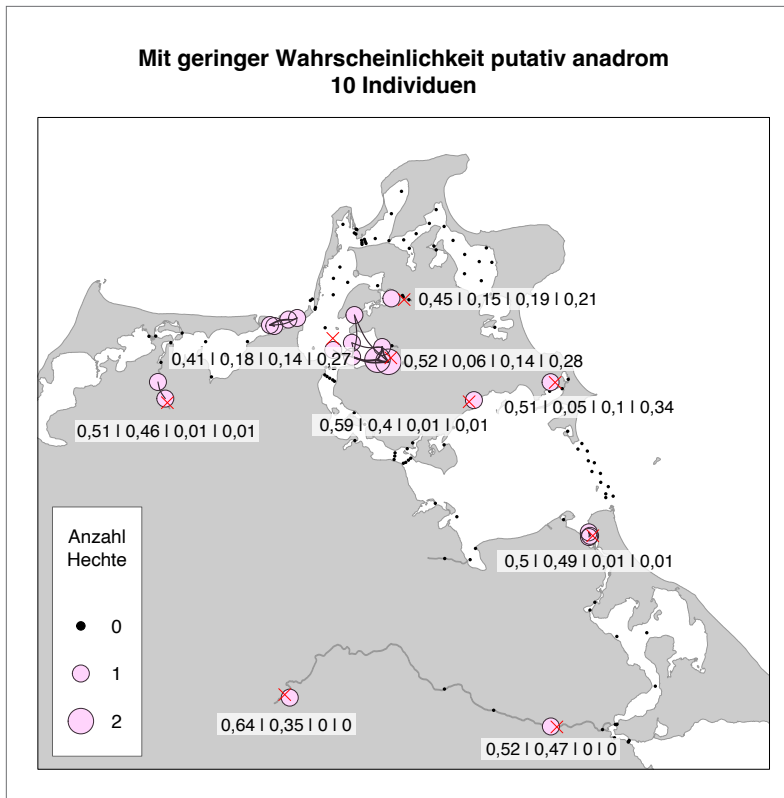 Mit geringer Wahrscheinlichkeit putativ anadrom
10 Individuen
0,45 | 0,15 | 0,19 | 0,21
0,41 | 0,18 | 0,14 | 0,27
0,52 | 0,06 | 0,14 | 0,28
0,51 | 0,05 | 0,1 | 0,34
0,59 | 0,4 | 0,01 | 0,01
0,51 | 0,46 | 0,01 | 0,01
0,5 | 0,49 | 0,01 | 0,01
Anzahl
Hechte
0
1
2
0,64 | 0,35 | 0 | 0
0,52 | 0,47 | 0 | 0